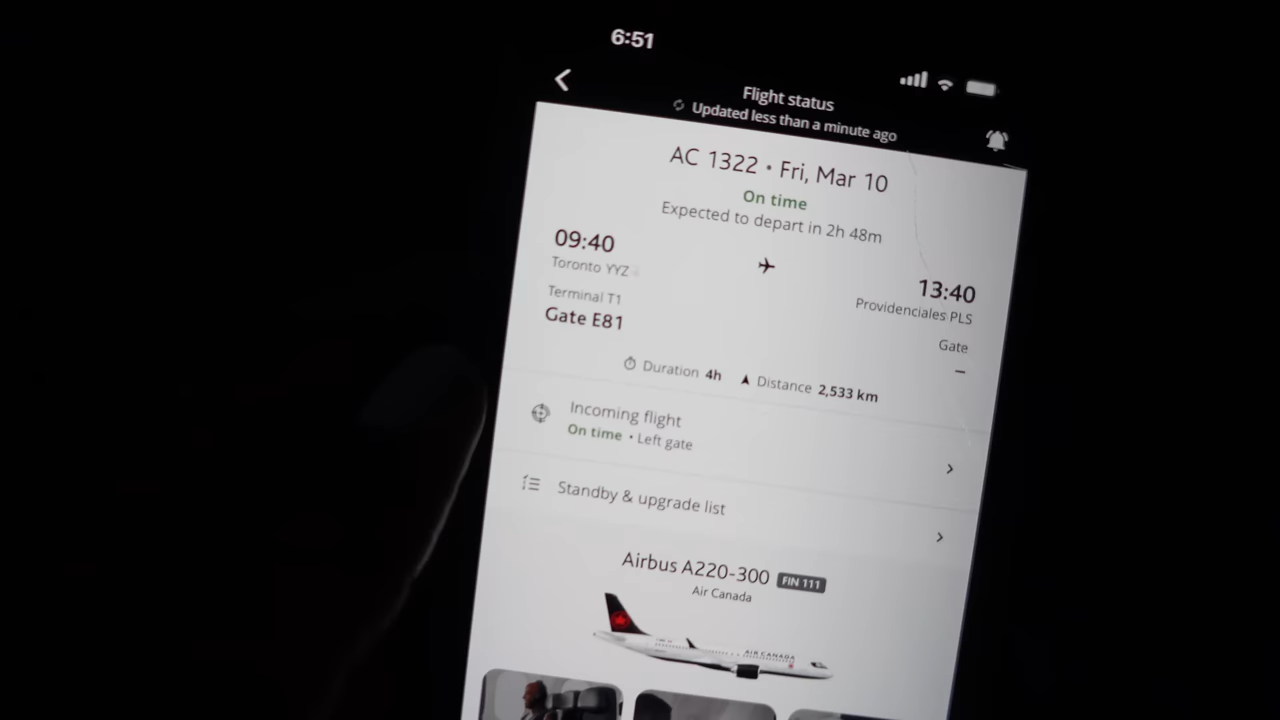 6:51
Flight status
Updated less than a minute ago
AC 1322 • Fri, Mar 10
On time
Expected to depart in 2h 48m
09:40
13:40
Toronto YYZ
Providenciales PLS
Terminal T1
Gate E81
Gate
–
Duration 4h
Distance 2,533 km
Incoming flight
On time • Left gate
Standby & upgrade list
Airbus A220-300 FIN 111
Air Canada
AIR CANADA